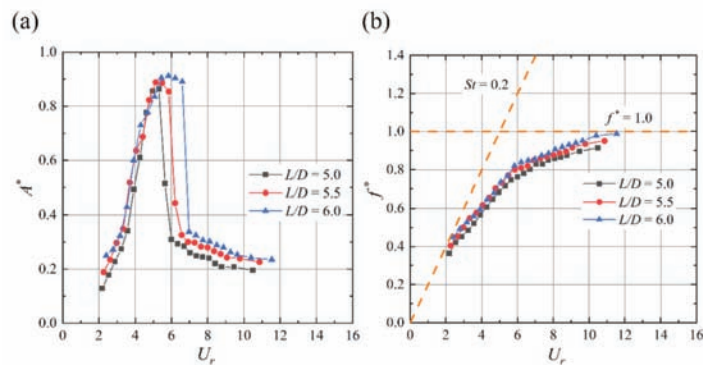 (a)
1.0
0.8
0.6
0.4
0.2
0.0
A*
L/D = 5.0
L/D = 5.5
L/D = 6.0
0 2 4 6 8 10 12 14 16
Ur
(b)
1.4
1.2
1.0
0.8
0.6
0.4
0.2
0.0
f*
St = 0.2
f* = 1.0
L/D = 5.0
L/D = 5.5
L/D = 6.0
0 2 4 6 8 10 12 14 16
Ur